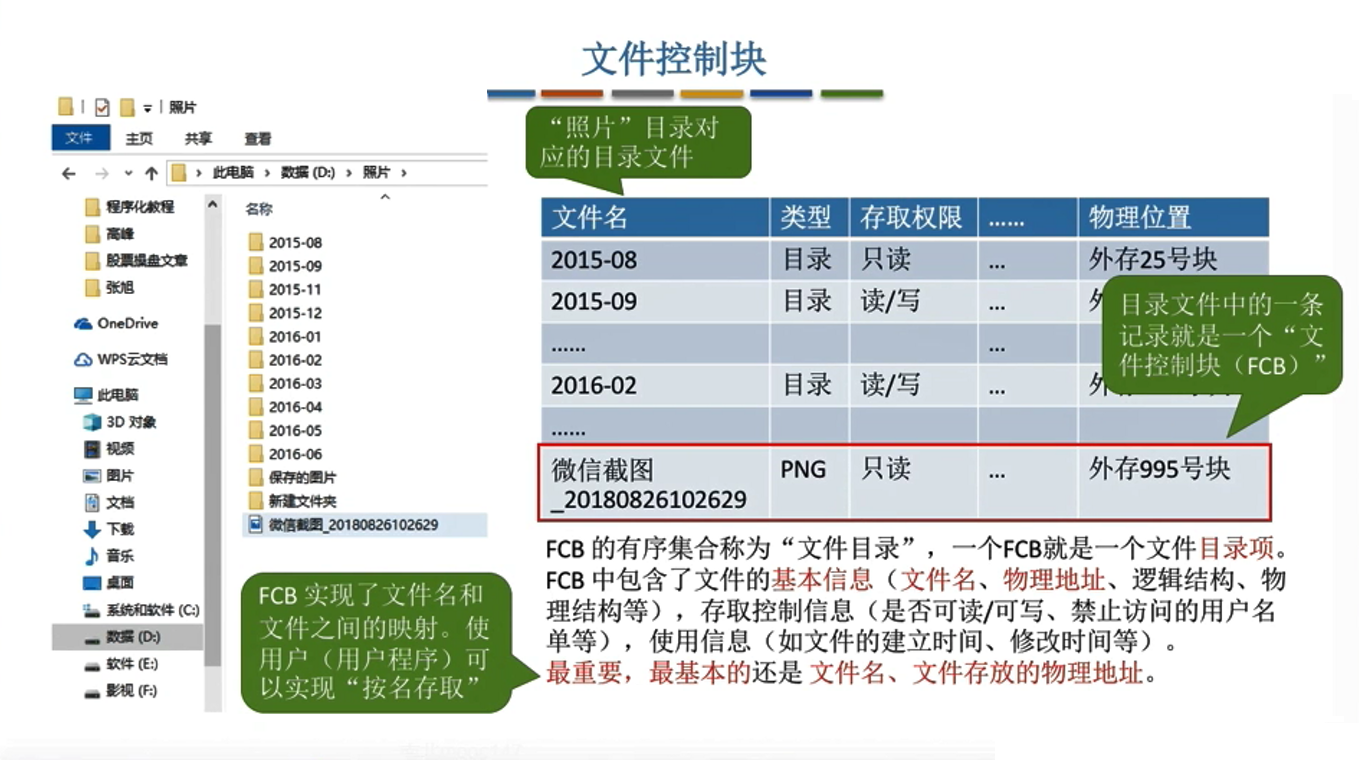 文件控制块
照片
文件 主页 共享 查看
此电脑 › 数据 (D:) › 照片 ›
程序化教程
高峰
股票操盘文章
张旭
OneDrive
WPS云文档
此电脑
3D 对象
视频
图片
文档
下载
音乐
桌面
系统和软件 (C:)
数据 (D:)
软件 (E:)
影视 (F:)
名称
2015-08
2015-09
2015-11
2015-12
2016-01
2016-02
2016-03
2016-04
2016-05
2016-06
保存的图片
新建文件夹
微信截图_20180826102629
“照片”目录对
应的目录文件
文件名 类型 存取权限 …… 物理位置
2015-08 目录 只读 ... 外存25号块
2015-09 目录 读/写 ... 外
…… ...
2016-02 目录 读/写 ... 外
……
微信截图 PNG 只读 ... 外存995号块
_20180826102629
目录文件中的一条
记录就是一个“文
件控制块（FCB）”
FCB 的有序集合称为“文件目录”，一个FCB就是一个文件目录项。
FCB 中包含了文件的基本信息（文件名、物理地址、逻辑结构、物
理结构等），存取控制信息（是否可读/可写、禁止访问的用户名
单等），使用信息（如文件的建立时间、修改时间等）。
最重要，最基本的还是 文件名、文件存放的物理地址。
FCB 实现了文件名和
文件之间的映射。使
用户（用户程序）可
以实现“按名存取”